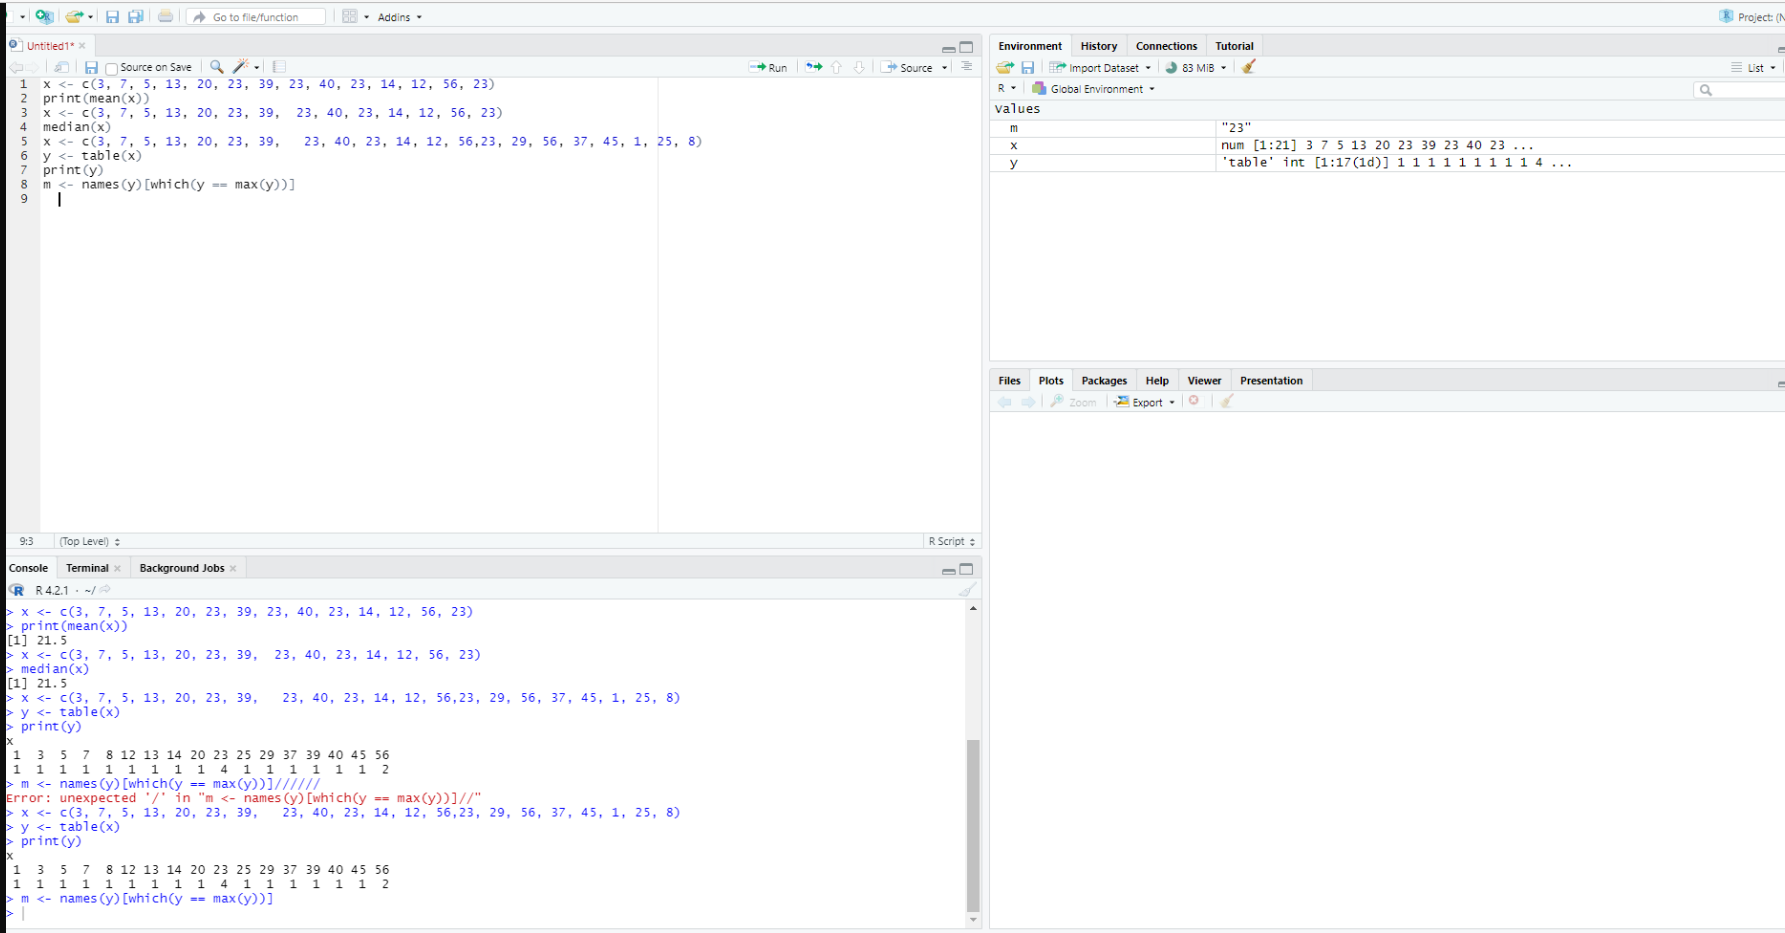 Go to file/function Addins Project: (N
Untitled1*
Source on Save Run Source
1 x <- c(3, 7, 5, 13, 20, 23, 39, 23, 40, 23, 14, 12, 56, 23)
2 print(mean(x))
3 x <- c(3, 7, 5, 13, 20, 23, 39,  23, 40, 23, 14, 12, 56, 23)
4 median(x)
5 x <- c(3, 7, 5, 13, 20, 23, 39,   23, 40, 23, 14, 12, 56,23, 29, 56, 37, 45, 1, 25, 8)
6 y <- table(x)
7 print(y)
8 m <- names(y)[which(y == max(y))]
9
9:3 (Top Level) R Script
Console Terminal Background Jobs
R 4.2.1 · ~/
> x <- c(3, 7, 5, 13, 20, 23, 39, 23, 40, 23, 14, 12, 56, 23)
> print(mean(x))
[1] 21.5
> x <- c(3, 7, 5, 13, 20, 23, 39,  23, 40, 23, 14, 12, 56, 23)
> median(x)
[1] 21.5
> x <- c(3, 7, 5, 13, 20, 23, 39,   23, 40, 23, 14, 12, 56,23, 29, 56, 37, 45, 1, 25, 8)
> y <- table(x)
> print(y)
x
 1  3  5  7  8 12 13 14 20 23 25 29 37 39 40 45 56
 1  1  1  1  1  1  1  1  1  4  1  1  1  1  1  1  2
> m <- names(y)[which(y == max(y))]//////
Error: unexpected '/' in "m <- names(y)[which(y == max(y))]//"
> x <- c(3, 7, 5, 13, 20, 23, 39,   23, 40, 23, 14, 12, 56,23, 29, 56, 37, 45, 1, 25, 8)
> y <- table(x)
> print(y)
x
 1  3  5  7  8 12 13 14 20 23 25 29 37 39 40 45 56
 1  1  1  1  1  1  1  1  1  4  1  1  1  1  1  1  2
> m <- names(y)[which(y == max(y))]
>
Environment History Connections Tutorial
Import Dataset 83 MiB List
R Global Environment
Values
m "23"
x num [1:21] 3 7 5 13 20 23 39 23 40 23 ...
y 'table' int [1:17(1d)] 1 1 1 1 1 1 1 1 1 4 ...
Files Plots Packages Help Viewer Presentation
Zoom Export